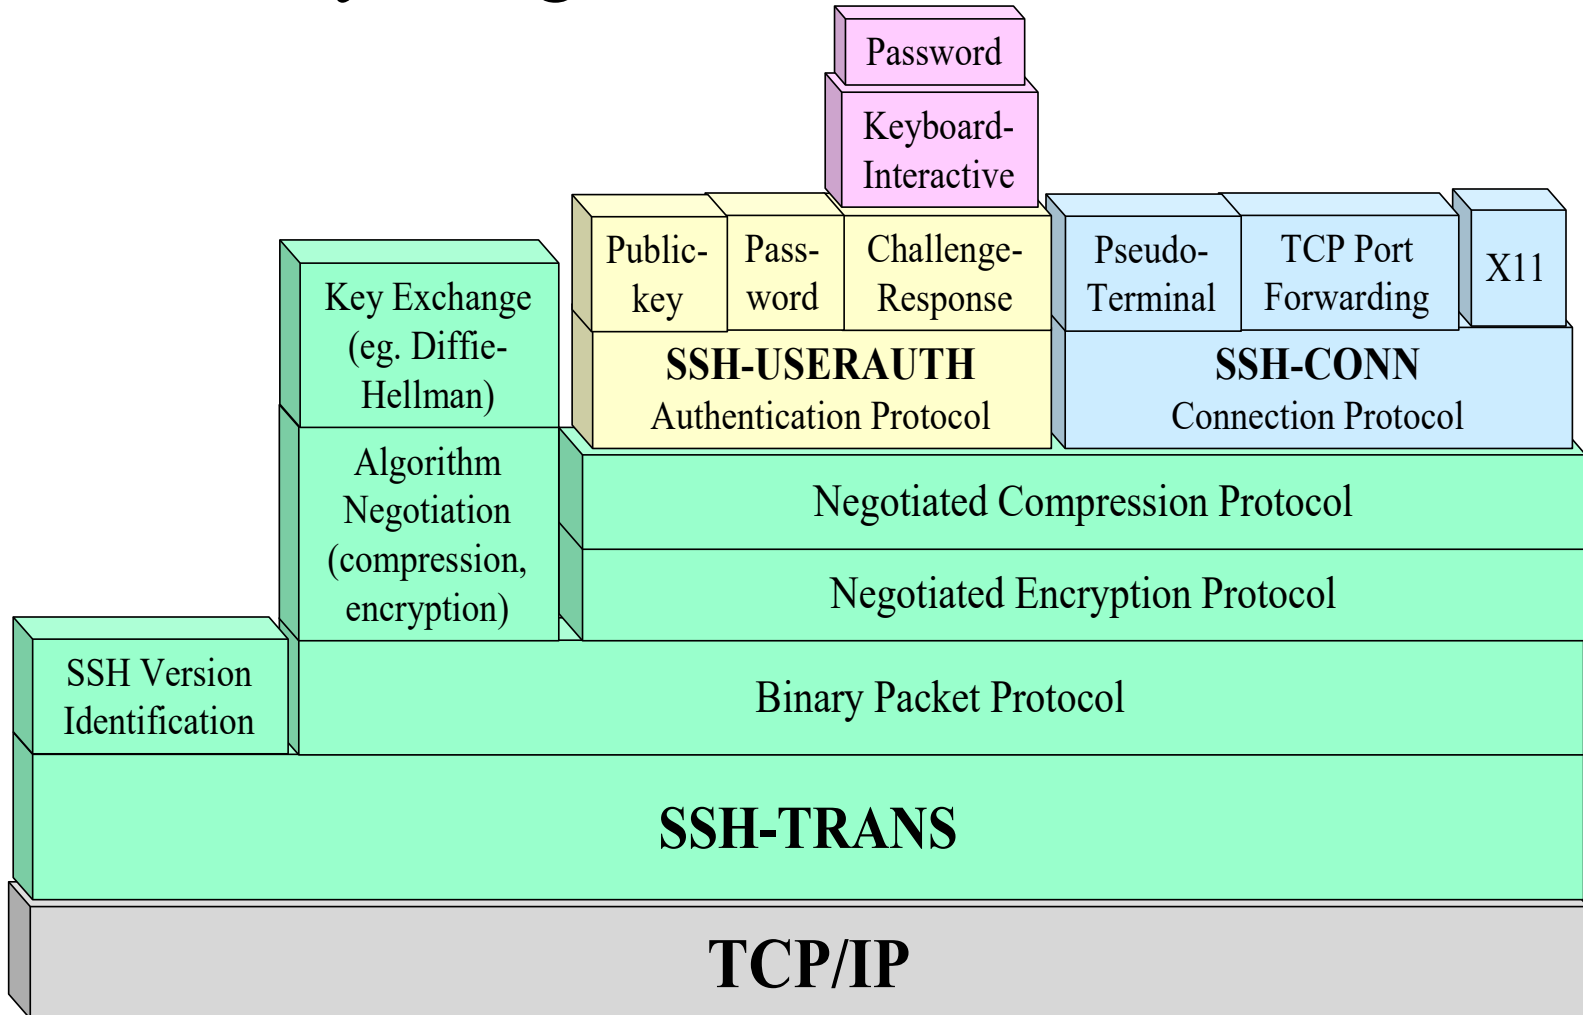 Password
Keyboard-
Interactive
Public-
key
Pass-
word
Challenge-
Response
Pseudo-
Terminal
TCP Port
Forwarding
X11
Key Exchange
(eg. Diffie-
Hellman)
SSH-USERAUTH
Authentication Protocol
SSH-CONN
Connection Protocol
Algorithm
Negotiation
(compression,
encryption)
Negotiated Compression Protocol
Negotiated Encryption Protocol
SSH Version
Identification
Binary Packet Protocol
SSH-TRANS
TCP/IP